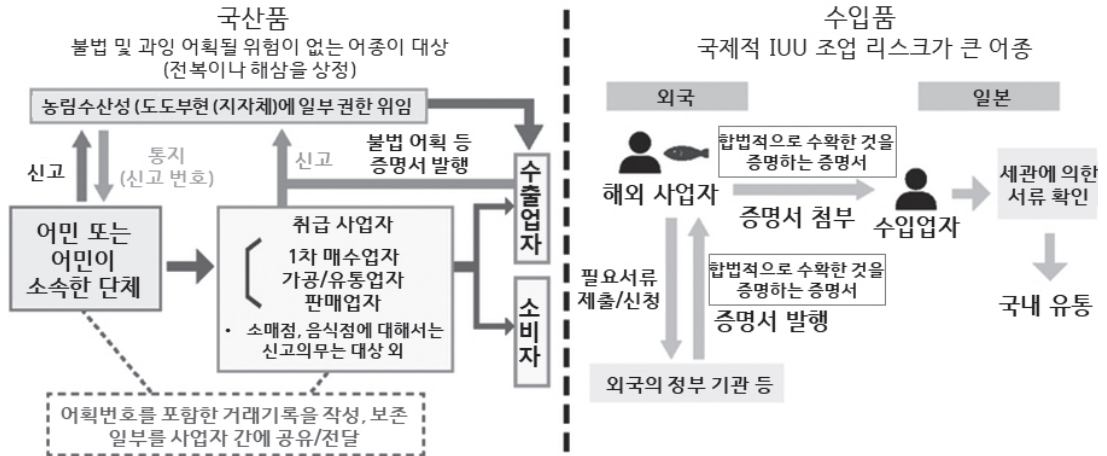 국산품
불법 및 과잉 어획될 위험이 없는 어종이 대상
(전복이나 해삼을 상정)
농림수산성 (도도부현 (지자체)에 일부 권한 위임
신고
통지
(신고 번호)
신고
불법 어획 등
증명서 발행
어민 또는
어민이
소속한 단체
취급 사업자
1차 매수업자
가공/유통업자
판매업자
• 소매점, 음식점에 대해서는
신고의무는 대상 외
수출업자
소비자
어획번호를 포함한 거래기록을 작성, 보존
일부를 사업자 간에 공유/전달
수입품
국제적 IUU 조업 리스크가 큰 어종
외국
일본
합법적으로 수확한 것을
증명하는 증명서
해외 사업자
증명서 첨부
수입업자
세관에 의한
서류 확인
필요서류
제출/신청
합법적으로 수확한 것을
증명하는 증명서
증명서 발행
국내 유통
외국의 정부 기관 등